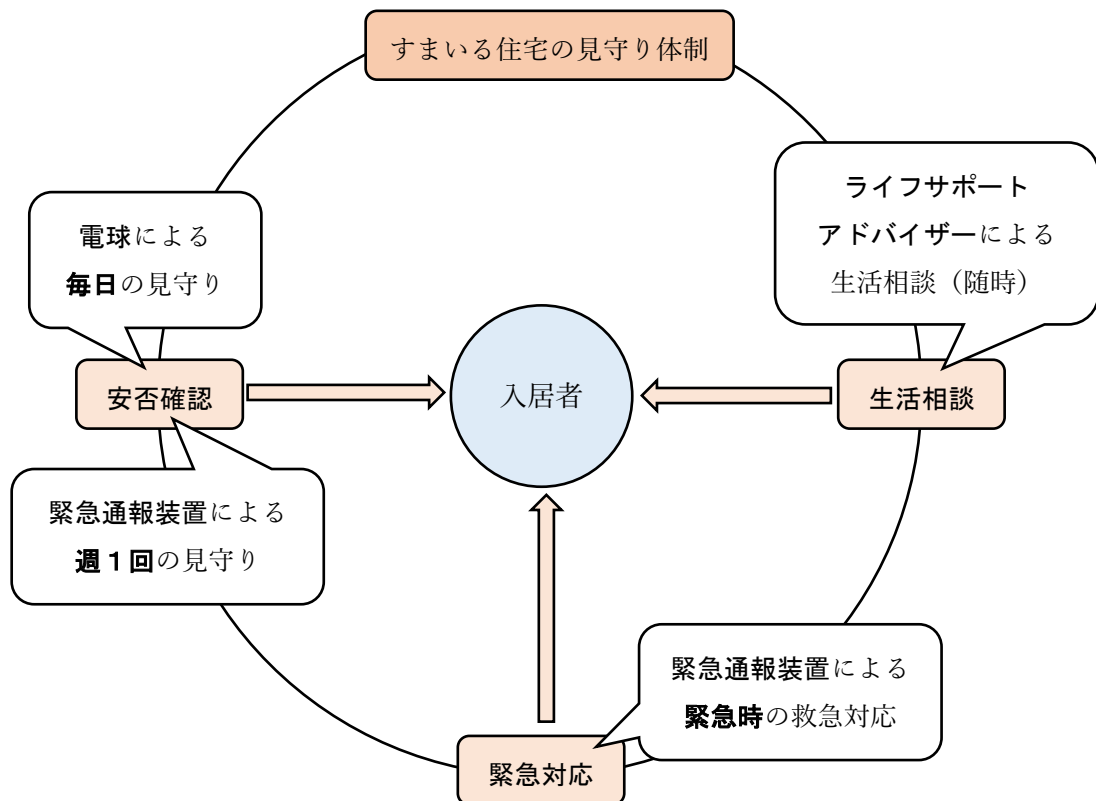 すまいる住宅の見守り体制
電球による
毎日の見守り
ライフサポート
アドバイザーによる
生活相談（随時）
安否確認
入居者
生活相談
緊急通報装置による
週１回の見守り
緊急通報装置による
緊急時の救急対応
緊急対応